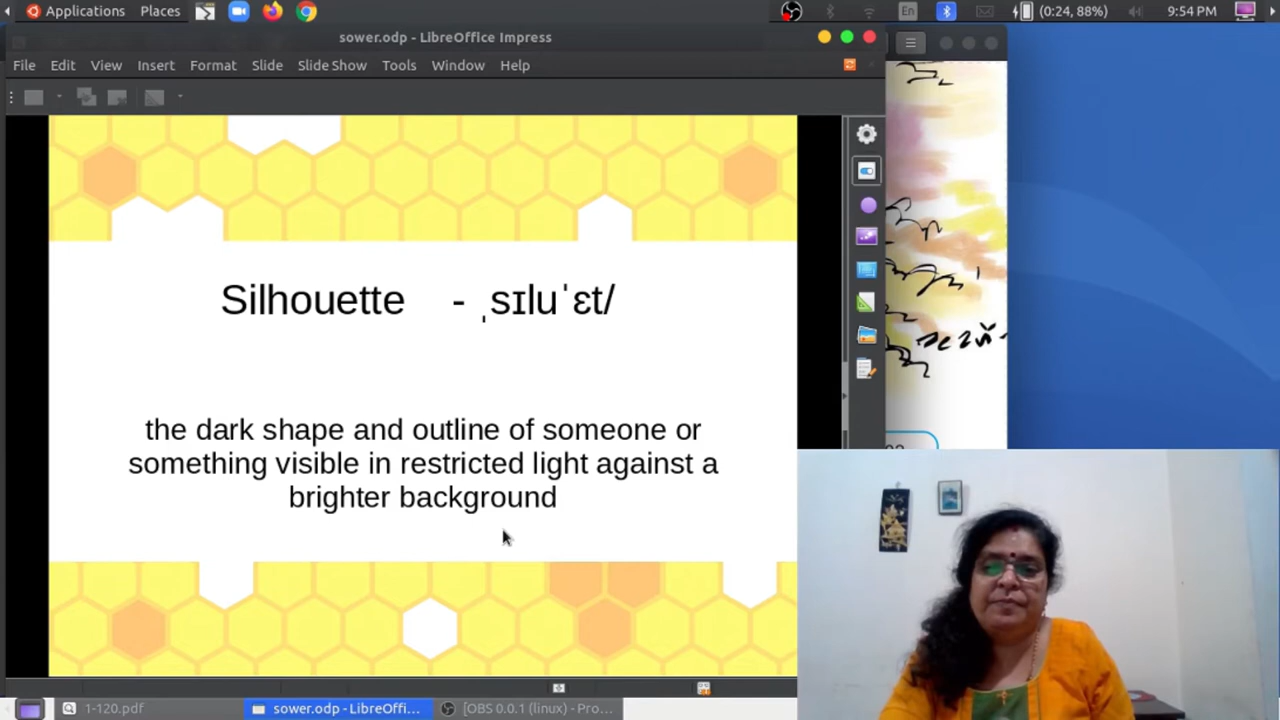 Applications Places En (0:24, 88%) 9:54 PM
sower.odp - LibreOffice Impress
File Edit View Insert Format Slide Slide Show Tools Window Help
Silhouette - ˌsɪluˈɛt/
the dark shape and outline of someone or
something visible in restricted light against a
brighter background
1-120.pdf sower.odp - LibreOffi... [OBS 0.0.1 (linux) - Pro...